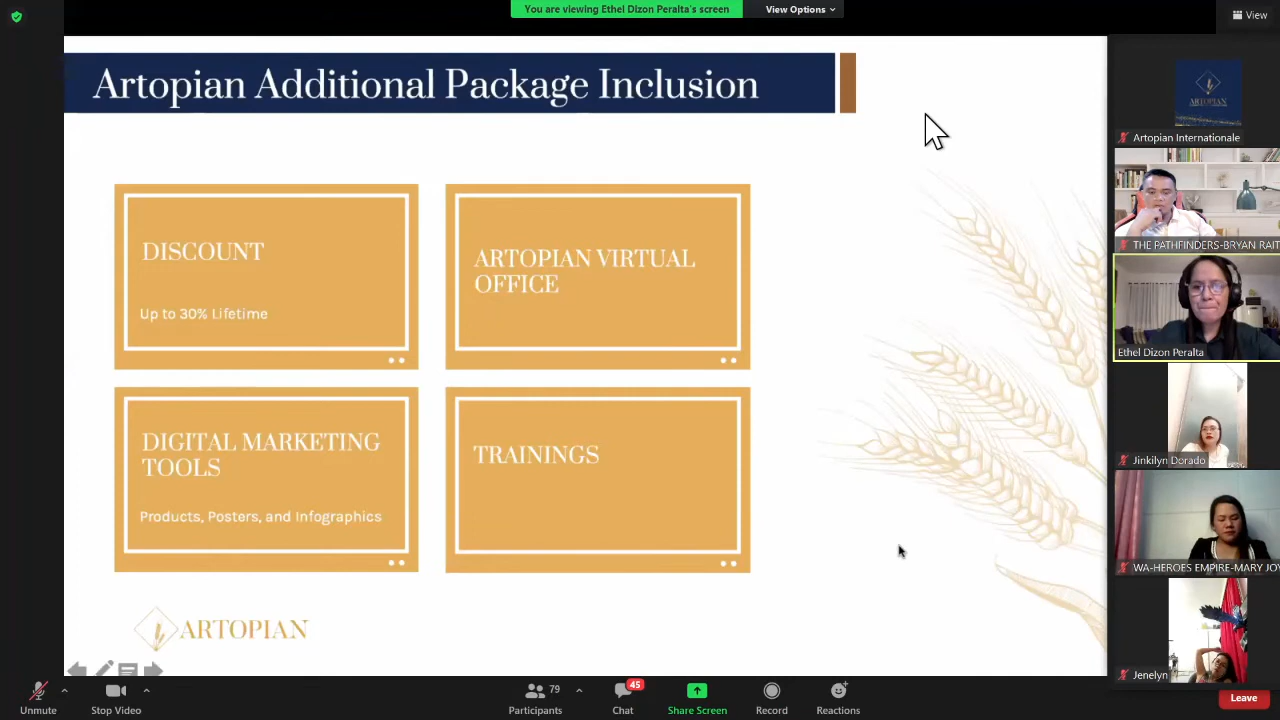 You are viewing Ethel Dizon Peralta's screen
View Options
View
Artopian Additional Package Inclusion
DISCOUNT
Up to 30% Lifetime
ARTOPIAN VIRTUAL
OFFICE
DIGITAL MARKETING
TOOLS
Products, Posters, and Infographics
TRAININGS
ARTOPIAN
ARTOPIAN
Artopian Internationale
THE PATHFINDERS-BRYAN RAIT
Ethel Dizon Peralta
Jinkilyn Dorado
WA-HEROES EMPIRE-MARY JOY
Jenelyn
Unmute
Stop Video
Participants
79
Chat
45
Share Screen
Record
Reactions
Leave